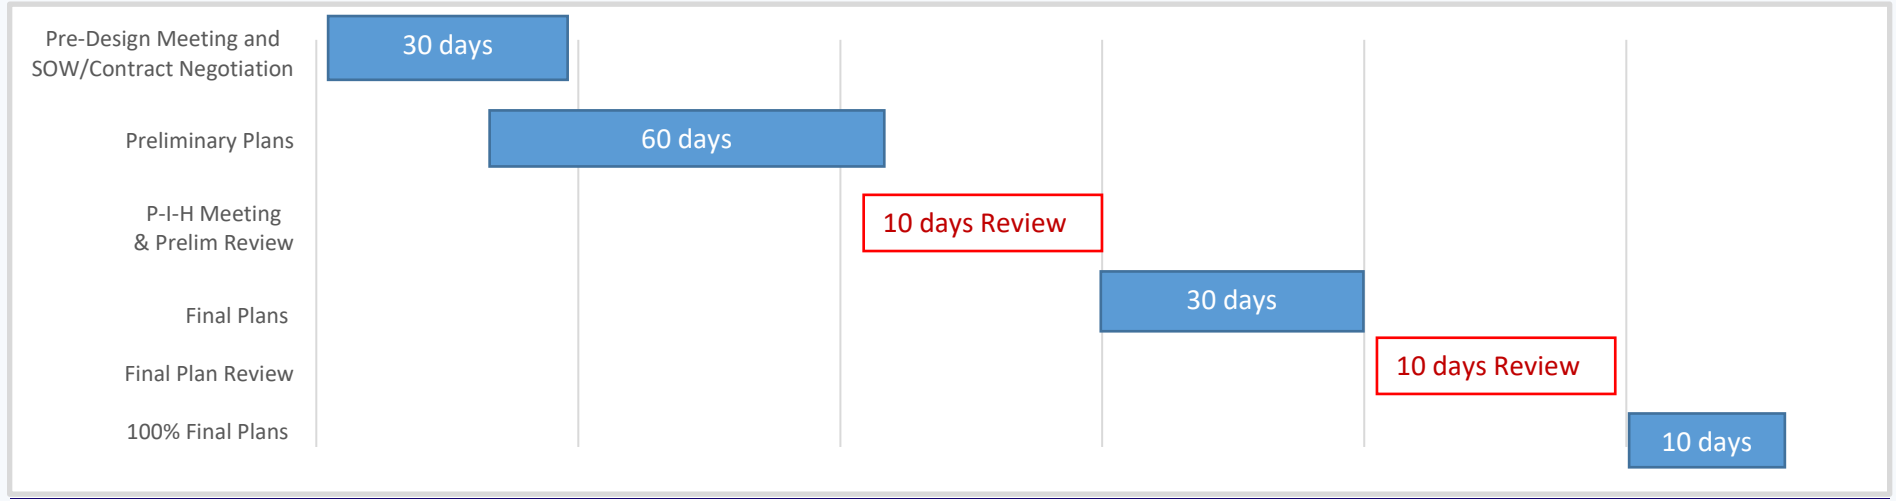 Pre-Design Meeting and
SOW/Contract Negotiation
30 days
Preliminary Plans
60 days
P-I-H Meeting
& Prelim Review
10 days Review
Final Plans
30 days
Final Plan Review
10 days Review
100% Final Plans
10 days